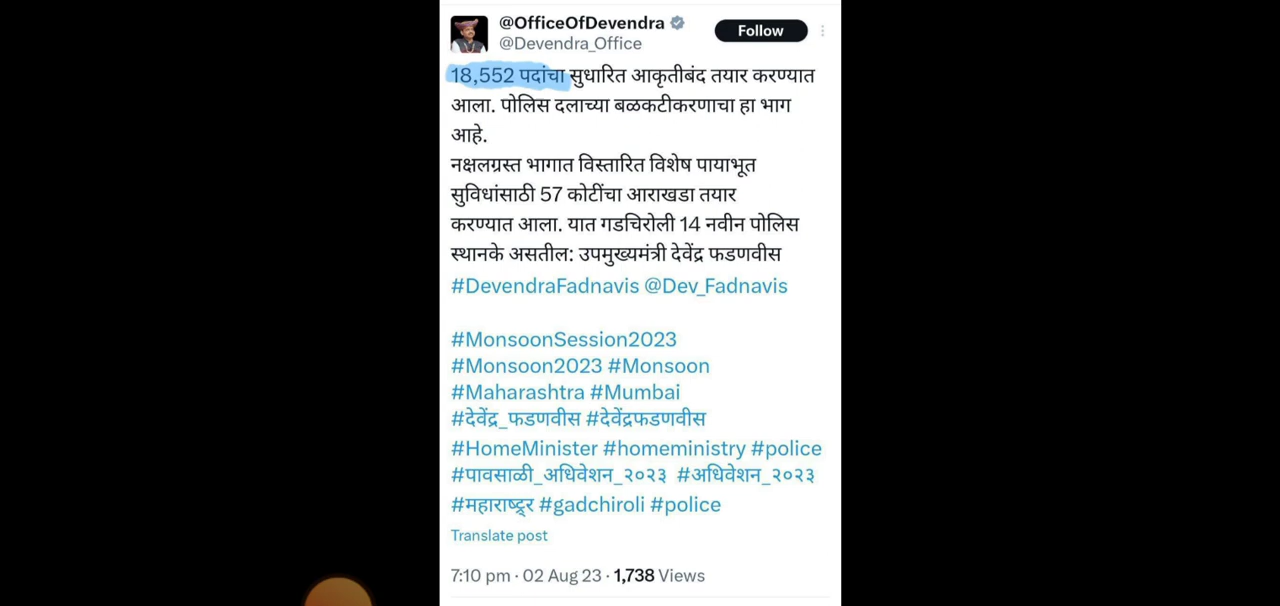 @OfficeOfDevendra
@Devendra_Office
Follow
18,552 पदांचा सुधारित आकृतीबंद तयार करण्यात
आला. पोलिस दलाच्या बळकटीकरणाचा हा भाग
आहे.
नक्षलग्रस्त भागात विस्तारित विशेष पायाभूत
सुविधांसाठी 57 कोटींचा आराखडा तयार
करण्यात आला. यात गडचिरोली 14 नवीन पोलिस
स्थानके असतील: उपमुख्यमंत्री देवेंद्र फडणवीस
#DevendraFadnavis @Dev_Fadnavis
#MonsoonSession2023
#Monsoon2023 #Monsoon
#Maharashtra #Mumbai
#देवेंद्र_फडणवीस #देवेंद्रफडणवीस
#HomeMinister #homeministry #police
#पावसाळी_अधिवेशन_२०२३ #अधिवेशन_२०२३
#महाराष्ट्र्र #gadchiroli #police
Translate post
7:10 pm · 02 Aug 23 · 1,738 Views